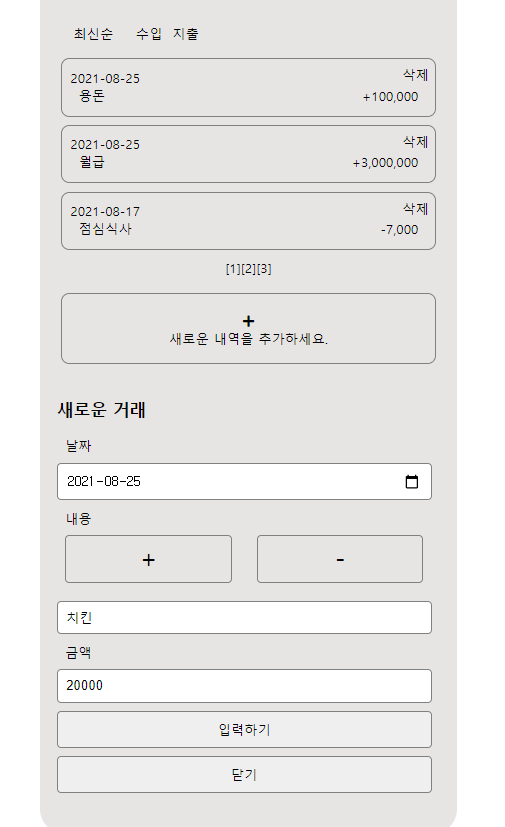 최신순 수입 지출
2021-08-25 삭제
용돈 +100,000
2021-08-25 삭제
월급 +3,000,000
2021-08-17 삭제
점심식사 -7,000
[1][2][3]
+
새로운 내역을 추가하세요.
새로운 거래
날짜
2021-08-25
내용
+ -
치킨
금액
20000
입력하기
닫기